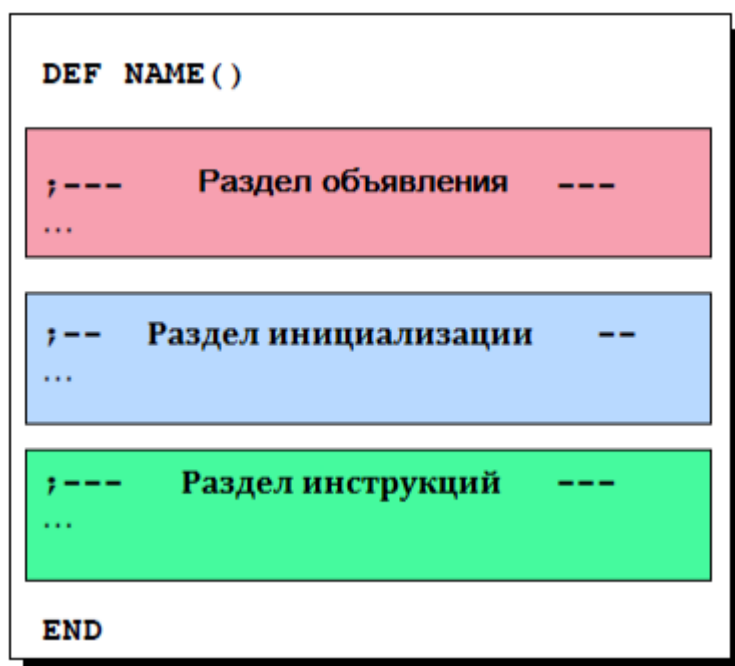 DEF NAME()
;--- Раздел объявления ---
...
;-- Раздел инициализации --
...
;--- Раздел инструкций ---
...
END